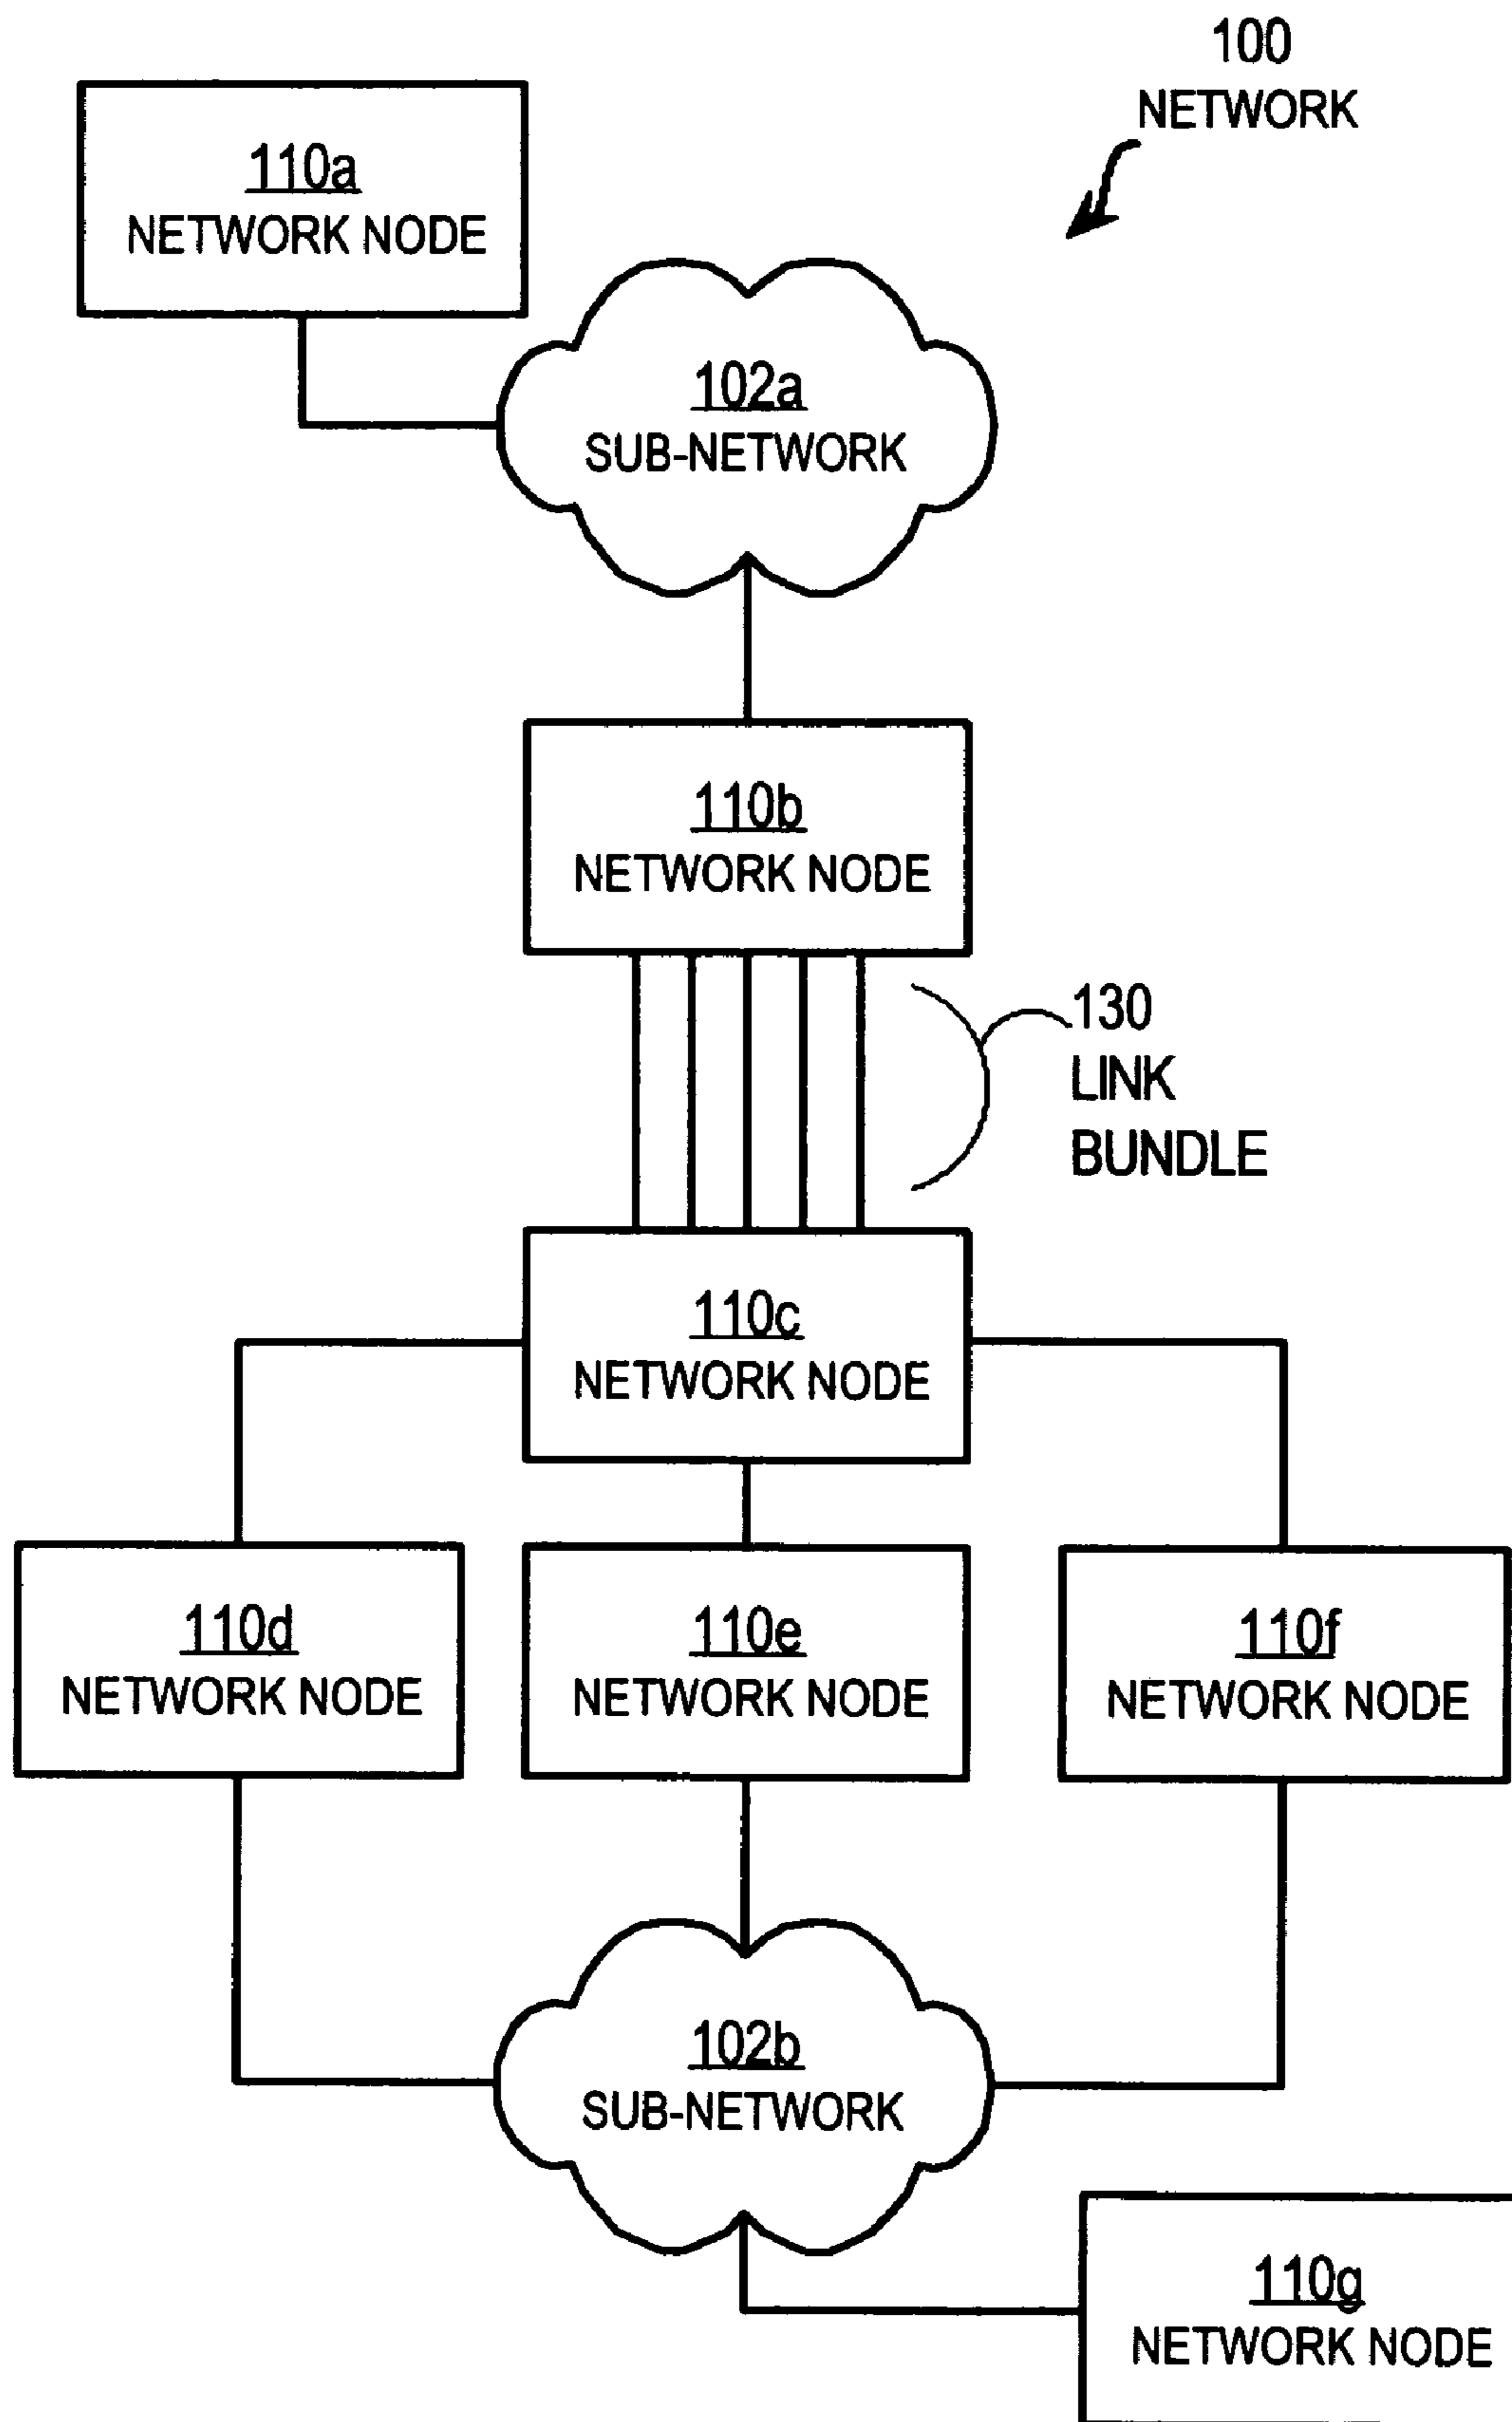 100
NETWORK
110a
NETWORK NODE
102a
SUB-NETWORK
110b
NETWORK NODE
130
LINK
BUNDLE
110c
NETWORK NODE
110d
NETWORK NODE
110e
NETWORK NODE
110f
NETWORK NODE
102b
SUB-NETWORK
110g
NETWORK NODE